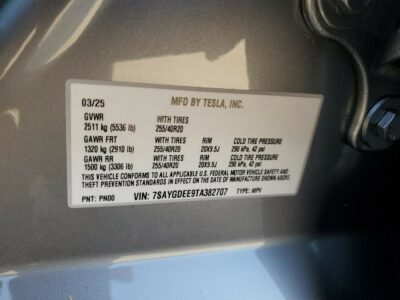 03/25 MFD BY TESLA, INC.
GVWR WITH TIRES
2511 kg (5536 lb) 255/40R20
GAWR FRT WITH TIRES RIM COLD TIRE PRESSURE
1320 kg (2910 lb) 255/40R20 20X9.5J 290 kPa, 42 psi
GAWR RR WITH TIRES RIM COLD TIRE PRESSURE
1500 kg (3306 lb) 255/40R20 20X9.5J 290 kPa, 42 psi
THIS VEHICLE CONFORMS TO ALL APPLICABLE U.S. FEDERAL MOTOR VEHICLE SAFETY AND
THEFT PREVENTION STANDARDS IN EFFECT ON THE DATE OF MANUFACTURE SHOWN ABOVE.
PNT: PN00 VIN: 7SAYGDEE9TA382707 TYPE: MPV